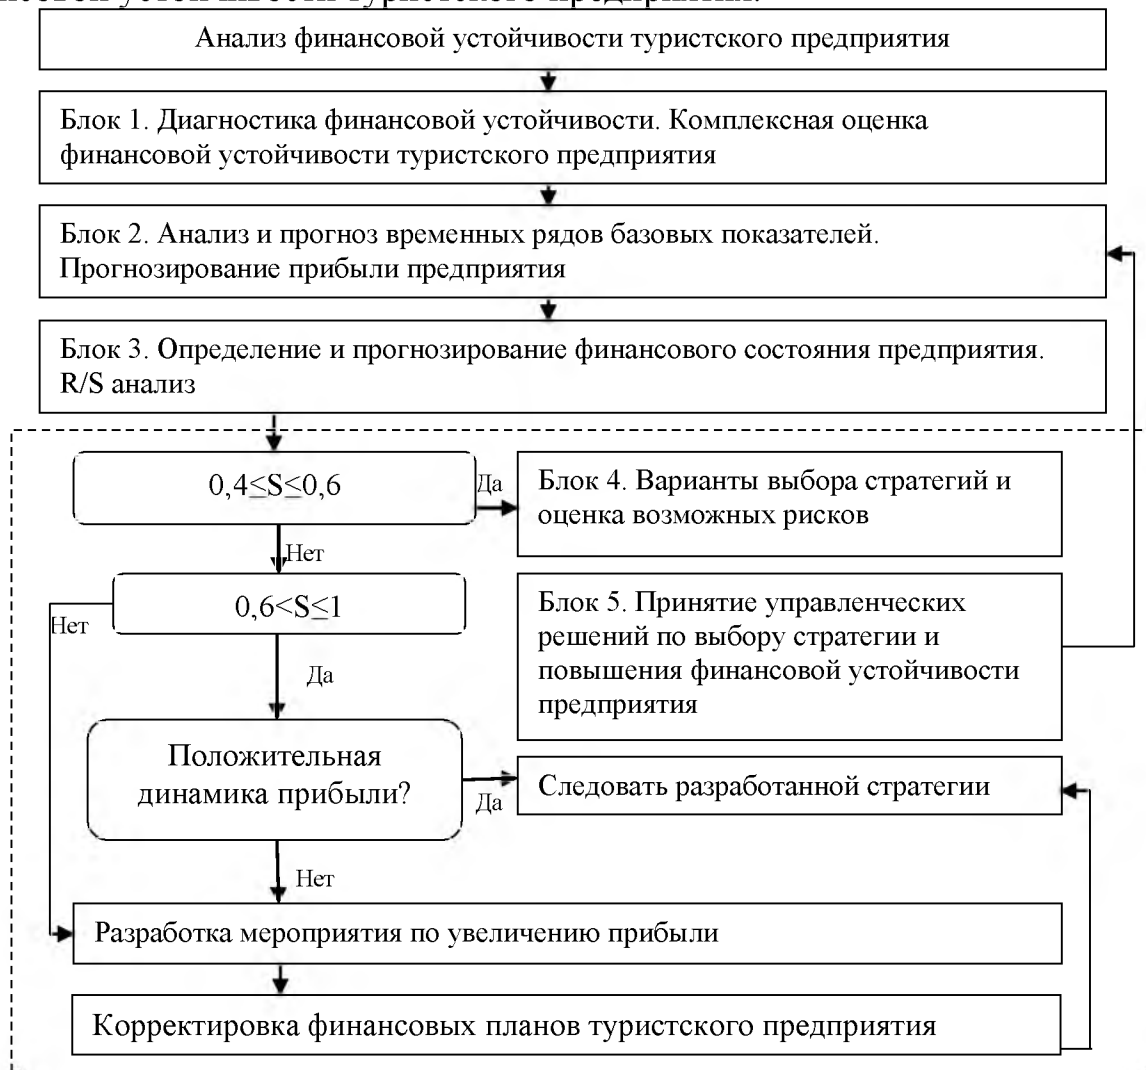 Анализ финансовой устойчивости туристского предприятия
Блок 1. Диагностика финансовой устойчивости. Комплексная оценка
финансовой устойчивости туристского предприятия
Блок 2. Анализ и прогноз временных рядов базовых показателей.
Прогнозирование прибыли предприятия
Блок 3. Определение и прогнозирование финансового состояния предприятия.
R/S анализ
0,4≤S≤0,6
Да
Блок 4. Варианты выбора стратегий и
оценка возможных рисков
Нет
0,6<S≤1
Нет
Блок 5. Принятие управленческих
решений по выбору стратегии и
повышения финансовой устойчивости
предприятия
Да
Положительная
динамика прибыли?
Да
Следовать разработанной стратегии
Нет
Разработка мероприятия по увеличению прибыли
Корректировка финансовых планов туристского предприятия